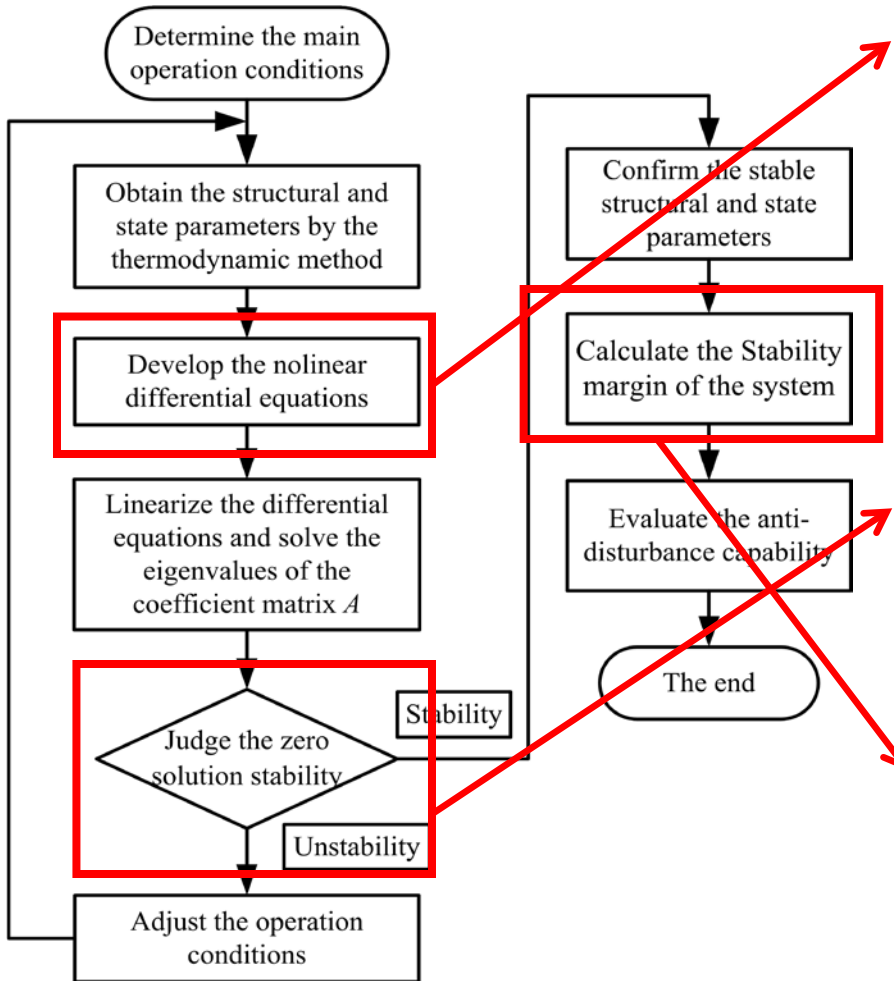 Determine the main
operation conditions
Obtain the structural and
state parameters by the
thermodynamic method
Develop the nolinear
differential equations
Linearize the differential
equations and solve the
eigenvalues of the
coefficient matrix A
Judge the zero
solution stability
Stability
Unstability
Adjust the operation
conditions
Confirm the stable
structural and state
parameters
Calculate the Stability
margin of the system
Evaluate the anti-
disturbance capability
The end